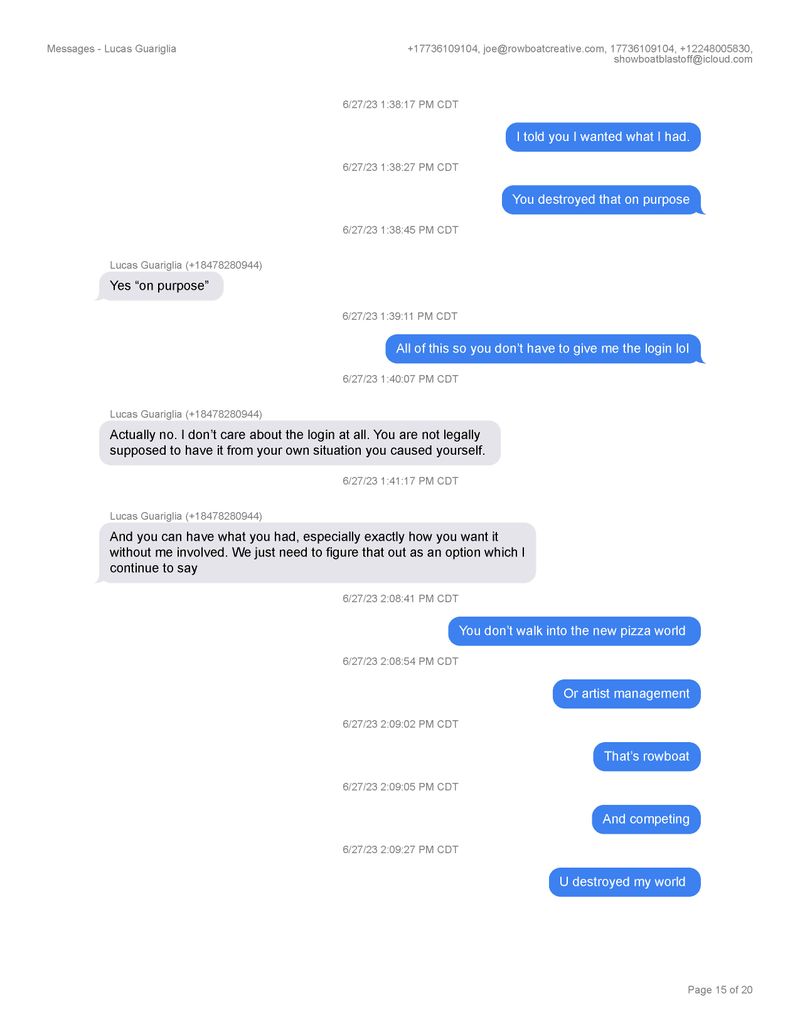 Messages - Lucas Guariglia
+17736109104, joe@rowboatcreative.com, 17736109104, +12248005830,
showboatblastoff@icloud.com
6/27/23 1:38:17 PM CDT
I told you I wanted what I had.
6/27/23 1:38:27 PM CDT
You destroyed that on purpose
6/27/23 1:38:45 PM CDT
Lucas Guariglia (+18478280944)
Yes “on purpose”
6/27/23 1:39:11 PM CDT
All of this so you don’t have to give me the login lol
6/27/23 1:40:07 PM CDT
Lucas Guariglia (+18478280944)
Actually no. I don’t care about the login at all. You are not legally
supposed to have it from your own situation you caused yourself.
6/27/23 1:41:17 PM CDT
Lucas Guariglia (+18478280944)
And you can have what you had, especially exactly how you want it
without me involved. We just need to figure that out as an option which I
continue to say
6/27/23 2:08:41 PM CDT
You don’t walk into the new pizza world
6/27/23 2:08:54 PM CDT
Or artist management
6/27/23 2:09:02 PM CDT
That’s rowboat
6/27/23 2:09:05 PM CDT
And competing
6/27/23 2:09:27 PM CDT
U destroyed my world
Page 15 of 20